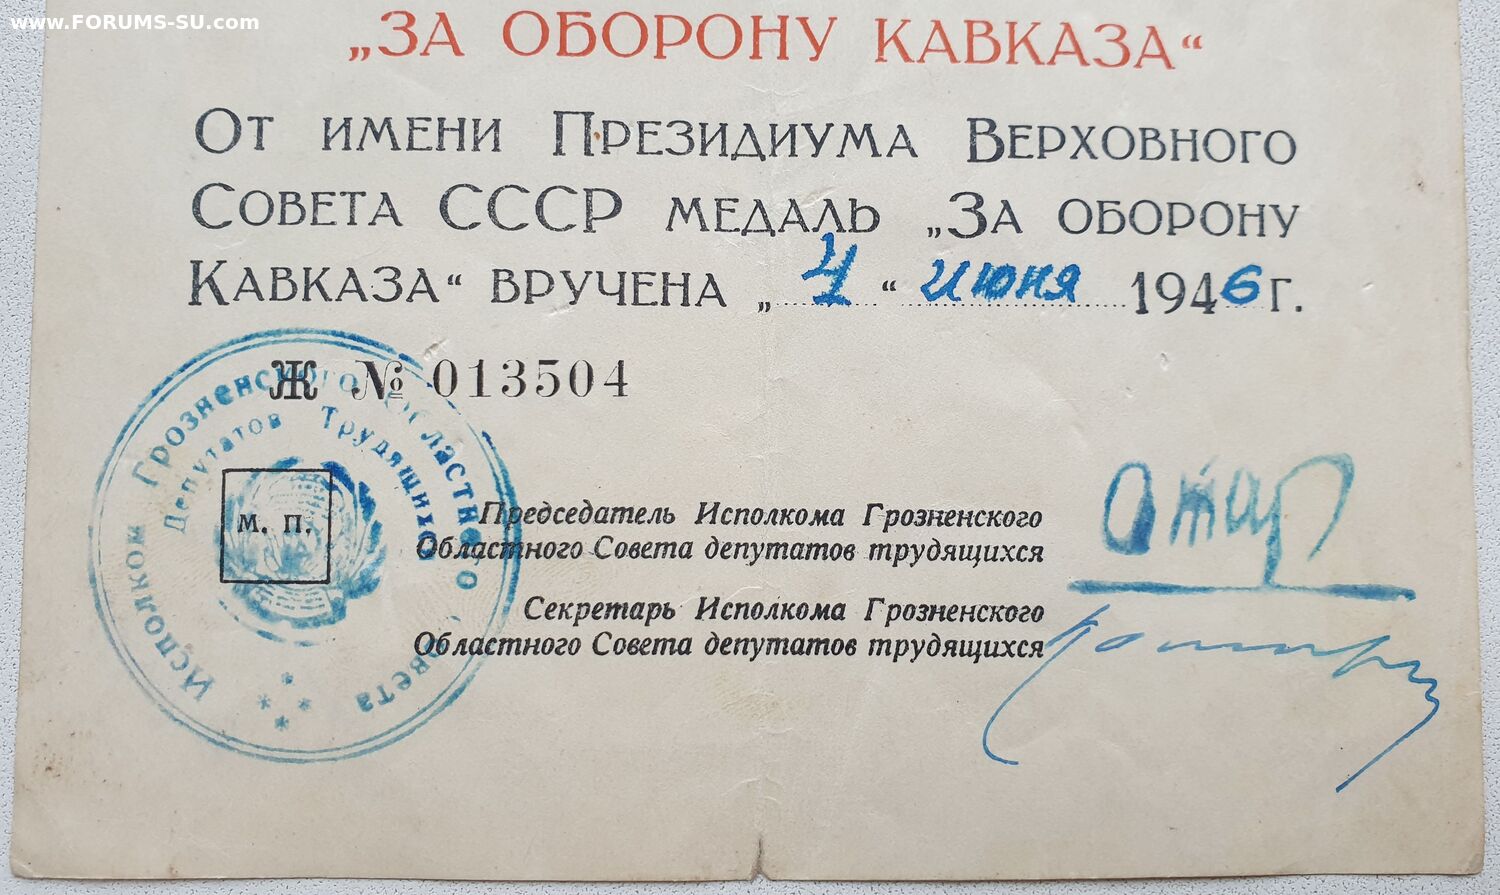 www.FORUMS-SU.com
„ЗА ОБОРОНУ КАВКАЗА“
От имени Президиума Верховного
Совета СССР медаль „За оборону
Кавказа“ вручена „4“ июня 1946 г.
Ж № 013504
Исполком Грозненского Областного Совета
Депутатов Трудящихся
М. П.
Председатель Исполкома Грозненского
Областного Совета депутатов трудящихся
Секретарь Исполкома Грозненского
Областного Совета депутатов трудящихся